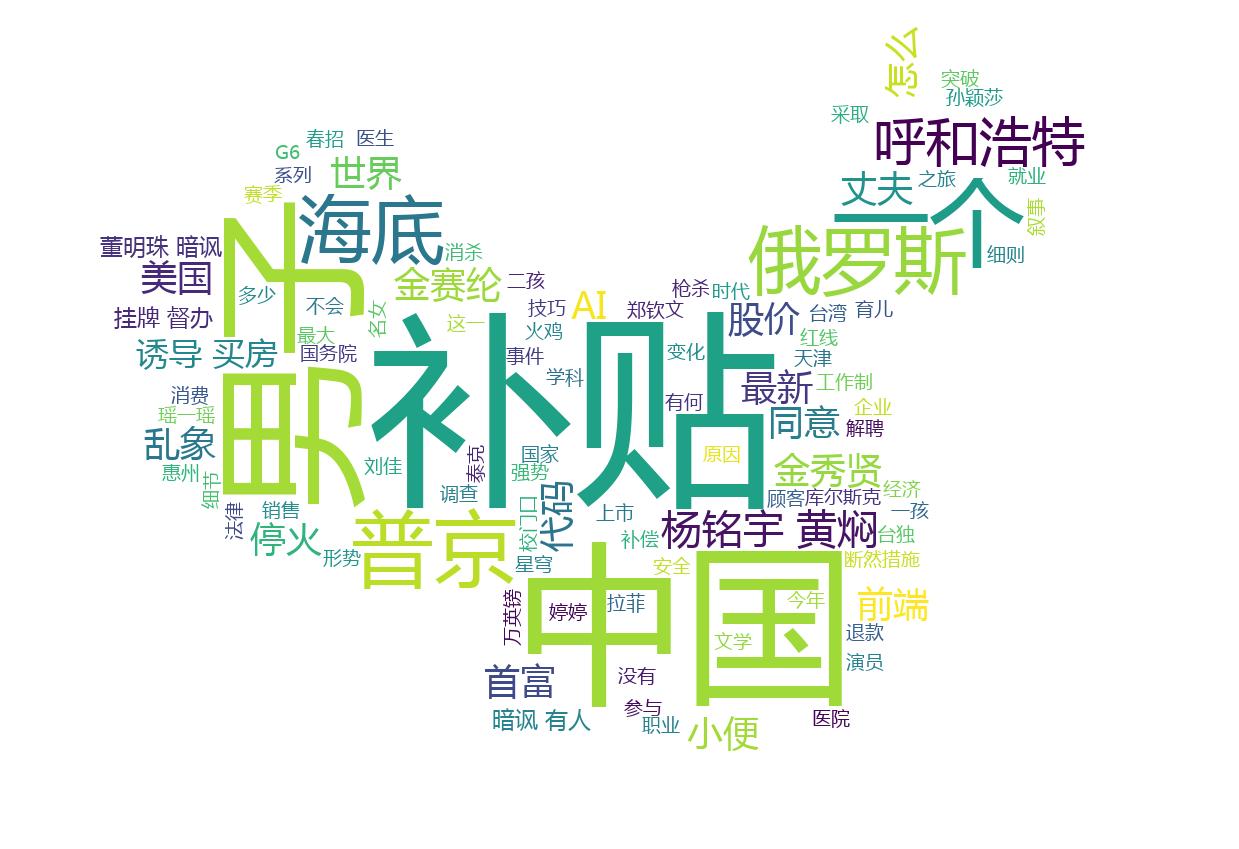 怎么
突破
孙颖莎
采取
呼和浩特
春招
医生
G6
世界
系列
丈夫
之旅
就业
赛季
海底
一个
叙事
男子
俄罗斯
细则
董明珠 暗讽
消杀
美国
金赛纶
二孩
枪杀
时代
多少
不会
技巧
AI
郑钦文
股价
台湾
育儿
挂牌 督办
名女
这一
火鸡
最大
红线
诱导 买房
国务院
补贴
事件
变化
天津
学科
最新
工作制
消费
有何
企业
瑶一瑶
同意
解聘
乱象
原因
惠州
刘佳
泰克
国家
强势
金秀贤
细节
调查
代码
顾客
库尔斯克
经济
法律
销售
校门口
上市
杨铭宇 黄焖
一孩
停火
普京
补偿
台独
形势
星穹
中国
安全
断然措施
万英镑
婷婷
拉菲
今年
前端
文学
退款
首富
没有
演员
暗讽 有人
参与
职业
小便
医院